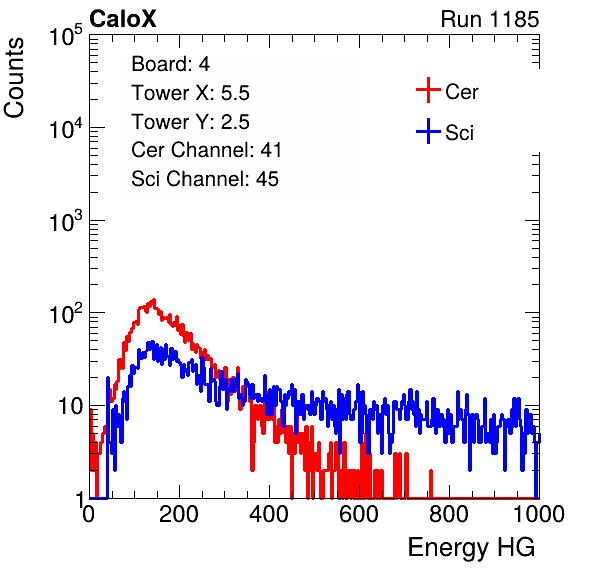 CaloX Run 1185
Counts
10^5
10^4
10^3
10^2
10
1
Board: 4
Tower X: 5.5
Tower Y: 2.5
Cer Channel: 41
Sci Channel: 45
Cer
Sci
0 200 400 600 800 1000
Energy HG